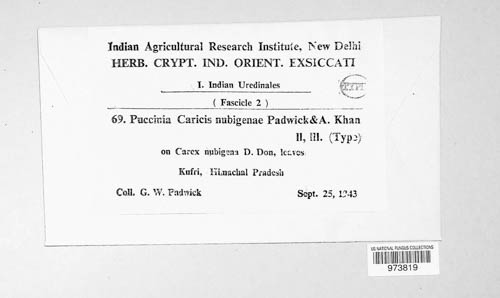 Indian Agricultural Research Institute, New Delhi
HERB. CRYPT. IND. ORIENT. EXSICCATI
I. Indian Uredinales
TYPE
( Fascicle 2 )
69. Puccinia Caricis nubigenae Padwick&A. Khan
II, III. (Type)
on Carex nubigena D. Don, leaves
Kufri, Himachal Pradesh
Coll. G. W. Padwick Sept. 25, 1943
US NATIONAL FUNGUS COLLECTIONS
973819